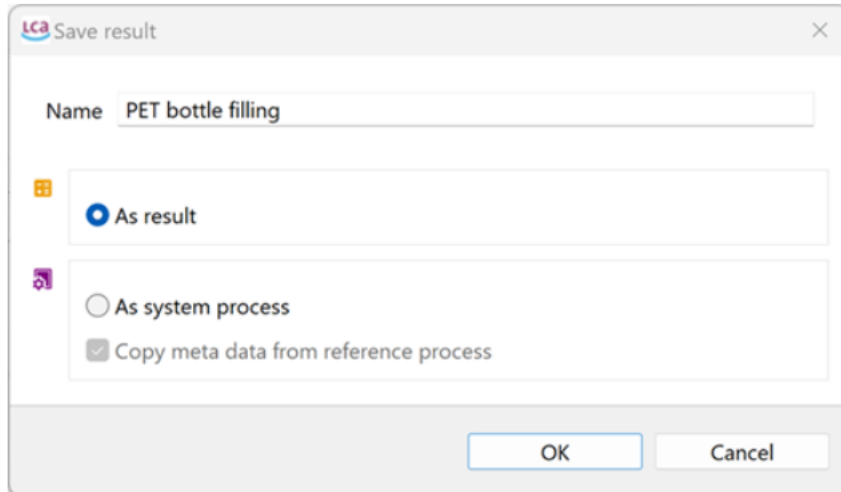 LCA Save result
Name PET bottle filling
As result
As system process
Copy meta data from reference process
OK Cancel